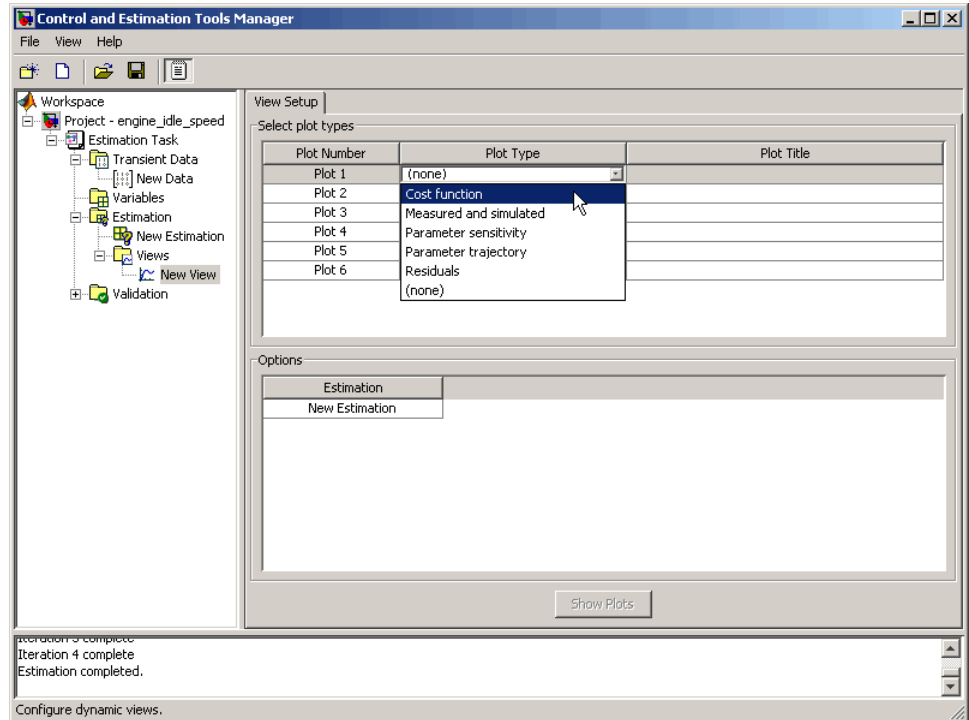 Control and Estimation Tools Manager
File View Help
Workspace
Project - engine_idle_speed
Estimation Task
Transient Data
New Data
Variables
Estimation
New Estimation
Views
New View
Validation
View Setup
Select plot types
Plot Number Plot Type Plot Title
Plot 1 (none)
Plot 2
Plot 3
Plot 4
Plot 5
Plot 6
Cost function
Measured and simulated
Parameter sensitivity
Parameter trajectory
Residuals
(none)
Options
Estimation
New Estimation
Show Plots
Iteration 3 complete
Iteration 4 complete
Estimation completed.
Configure dynamic views.